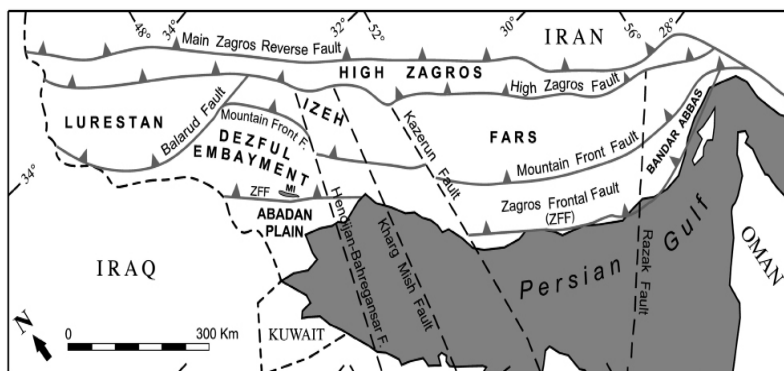 48°
34°
32°
52°
30°
56°
28°
IRAN
Main Zagros Reverse Fault
HIGH ZAGROS
High Zagros Fault
LURESTAN
Balarud Fault
IZEH
Mountain Front F.
DEZFUL
EMBAYMENT
Kazerun Fault
FARS
BANDAR ABBAS
Mountain Front Fault
34°
ZFF
MI
Zagros Frontal Fault
(ZFF)
ABADAN
PLAIN
Hendijan-Bahregansar F.
Kharg Mish Fault
Razak Fault
Persian Gulf
OMAN
IRAQ
KUWAIT
N
0
300 Km